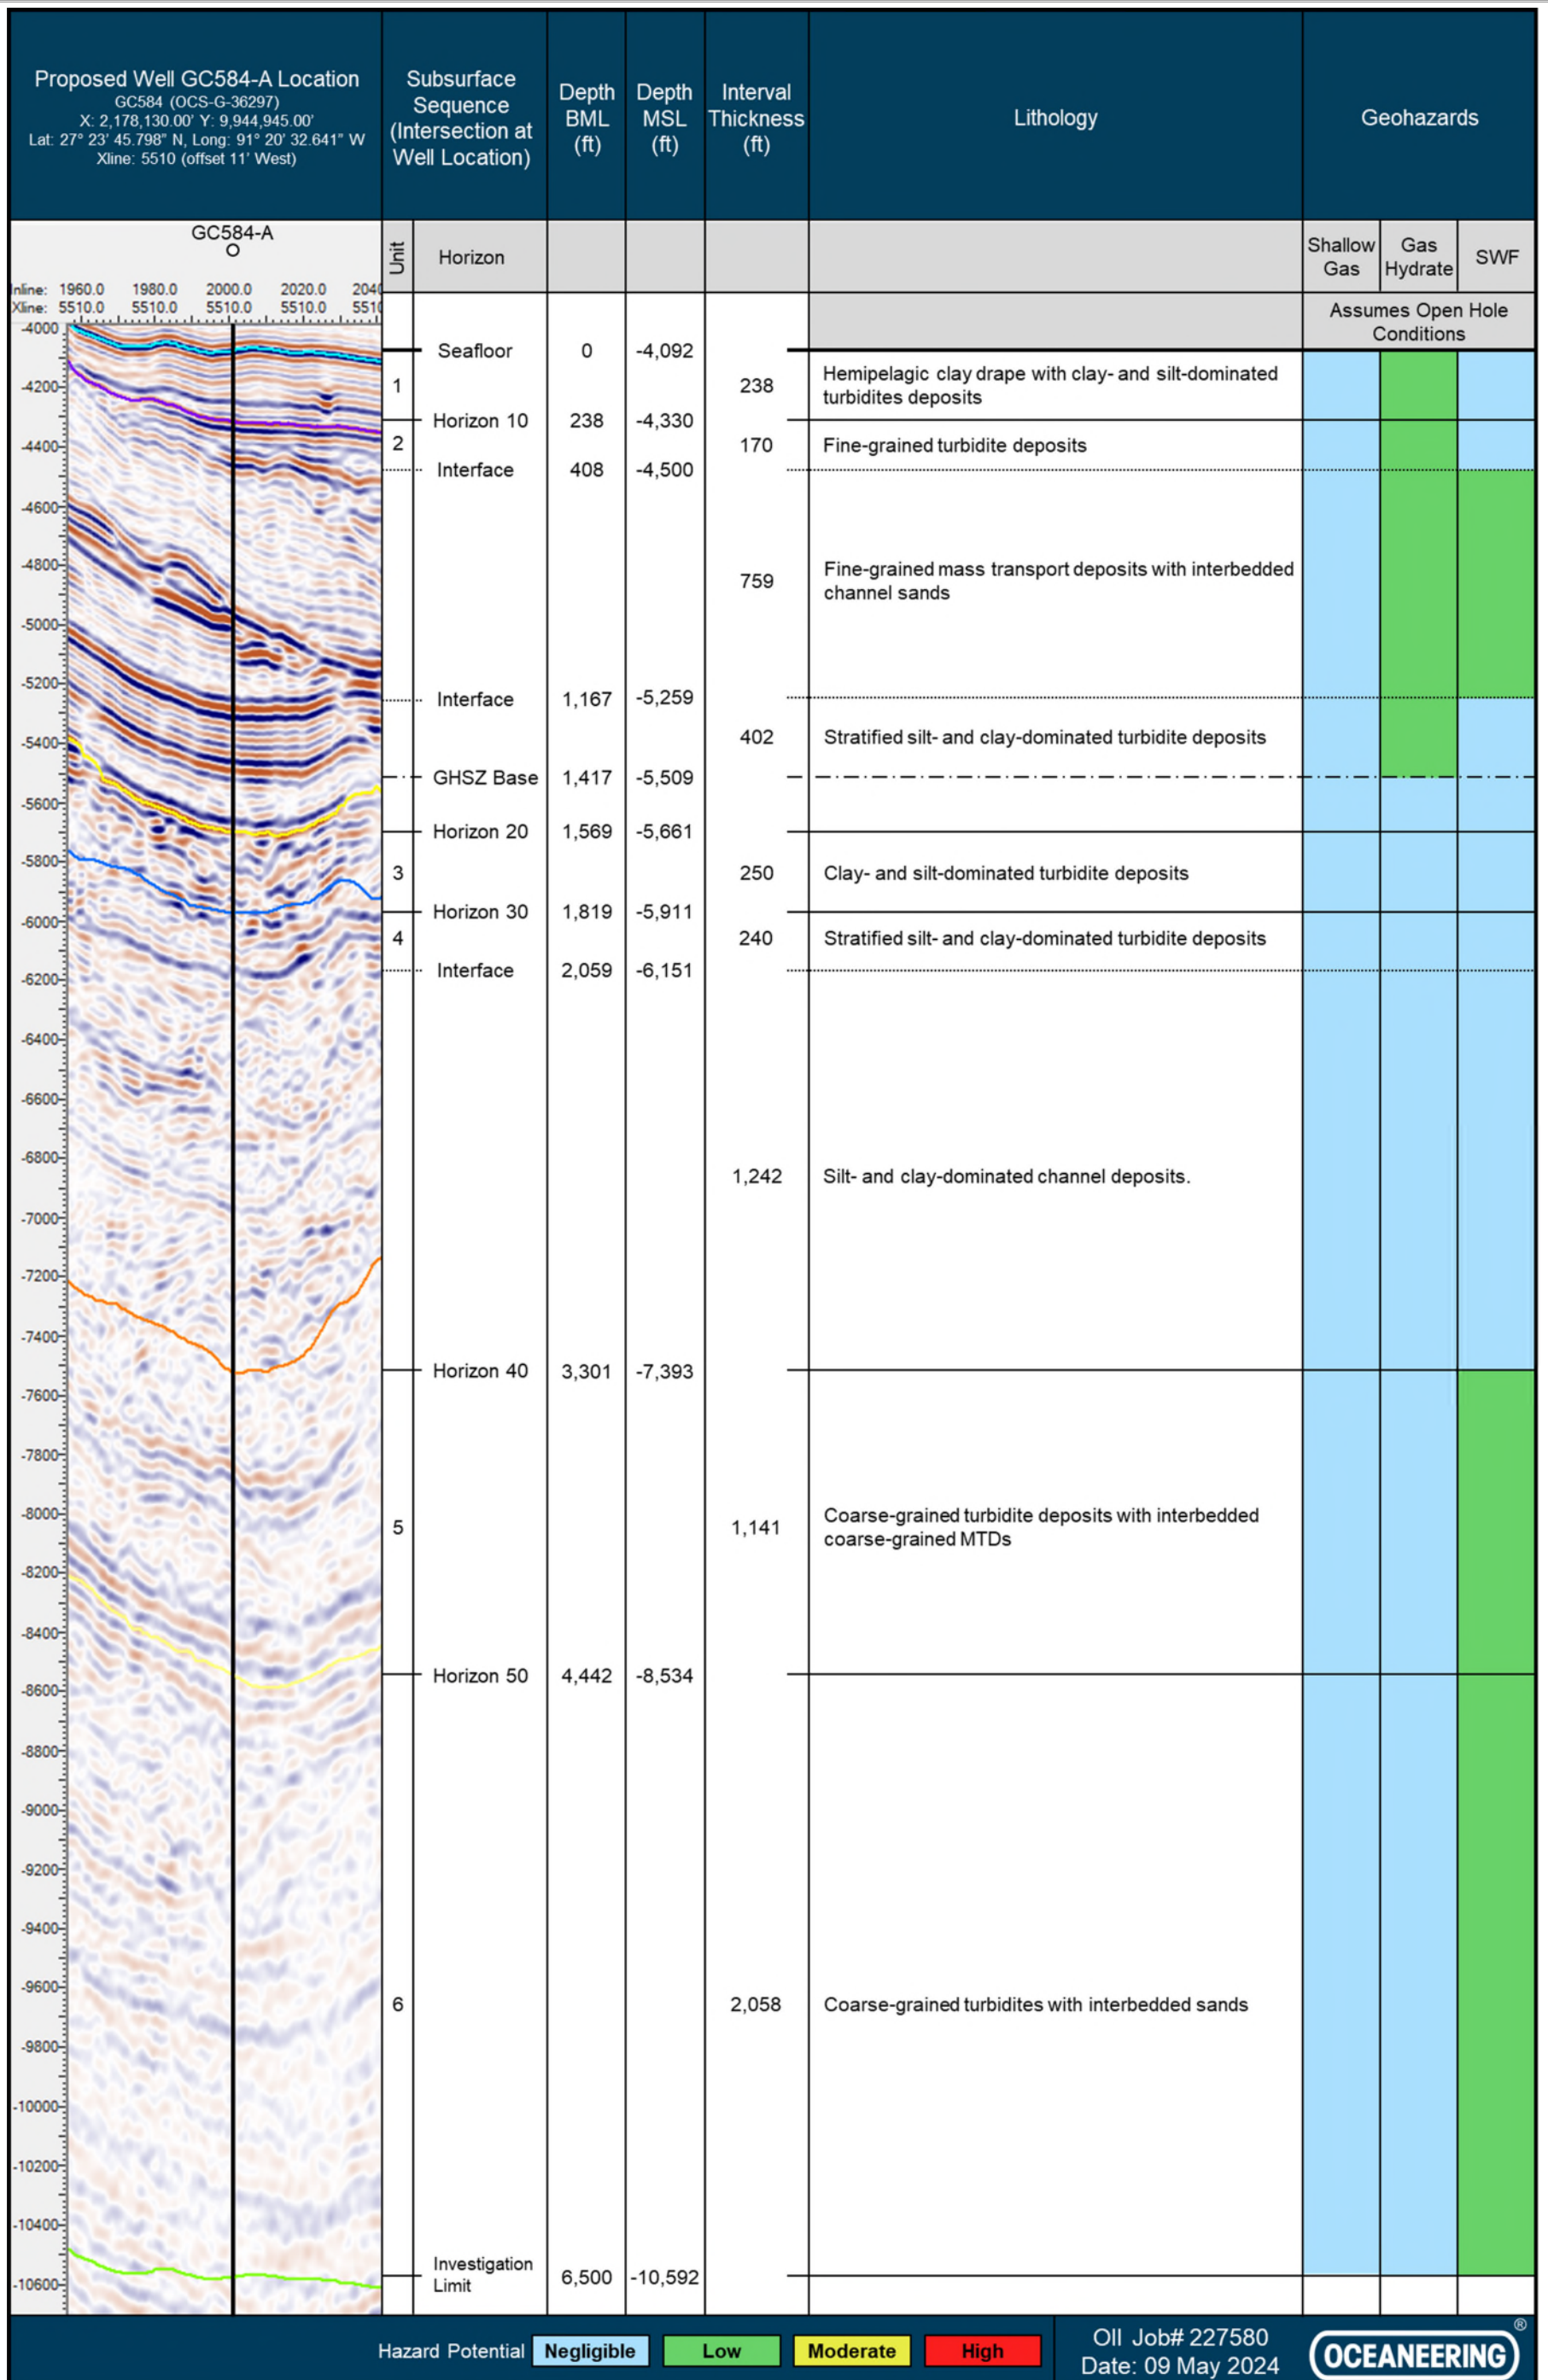 Proposed Well GC584-A Location
GC584 (OCS-G-36297)
X: 2,178,130.00' Y: 9,944,945.00'
Lat: 27° 23' 45.798" N, Long: 91° 20' 32.641" W
Xline: 5510 (offset 11' West)
Subsurface
Sequence
(Intersection at
Well Location)
Depth
BML
(ft)
Depth
MSL
(ft)
Interval
Thickness
(ft)
Lithology
Geohazards
GC584-A
Unit
Horizon
Shallow
Gas
Gas
Hydrate
SWF
Inline: 1960.0 1980.0 2000.0 2020.0 2040
Xline: 5510.0 5510.0 5510.0 5510.0 5510
Assumes Open Hole
Conditions
-4000
-4200
-4400
-4600
-4800
-5000
-5200
-5400
-5600
-5800
-6000
-6200
-6400
-6600
-6800
-7000
-7200
-7400
-7600
-7800
-8000
-8200
-8400
-8600
-8800
-9000
-9200
-9400
-9600
-9800
-10000
-10200
-10400
-10600
Seafloor 0 -4,092
1 238 Hemipelagic clay drape with clay- and silt-dominated
turbidites deposits
Horizon 10 238 -4,330
2 170 Fine-grained turbidite deposits
Interface 408 -4,500
759 Fine-grained mass transport deposits with interbedded
channel sands
Interface 1,167 -5,259
402 Stratified silt- and clay-dominated turbidite deposits
GHSZ Base 1,417 -5,509
Horizon 20 1,569 -5,661
3 250 Clay- and silt-dominated turbidite deposits
Horizon 30 1,819 -5,911
4 240 Stratified silt- and clay-dominated turbidite deposits
Interface 2,059 -6,151
1,242 Silt- and clay-dominated channel deposits.
Horizon 40 3,301 -7,393
5 1,141 Coarse-grained turbidite deposits with interbedded
coarse-grained MTDs
Horizon 50 4,442 -8,534
6 2,058 Coarse-grained turbidites with interbedded sands
Investigation
Limit 6,500 -10,592
Hazard Potential Negligible Low Moderate High
OII Job# 227580
Date: 09 May 2024
OCEANEERING®